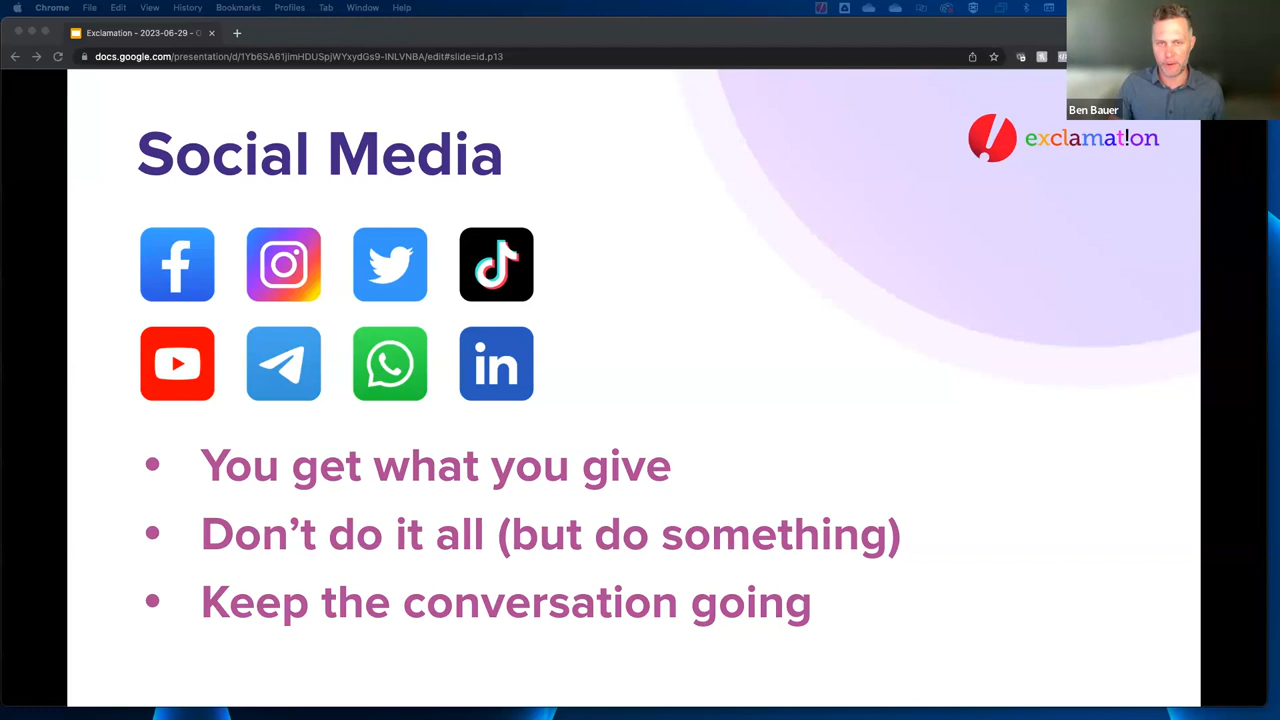 Chrome File Edit View History Bookmarks Profiles Tab Window Help
Exclamation - 2023-06-29 -
docs.google.com/presentation/d/1Yb6SA61jimHDUSpjWYxydGs9-INLVNBA/edit#slide=id.p13
Ben Bauer
exclamat!on
Social Media
• You get what you give
• Don’t do it all (but do something)
• Keep the conversation going